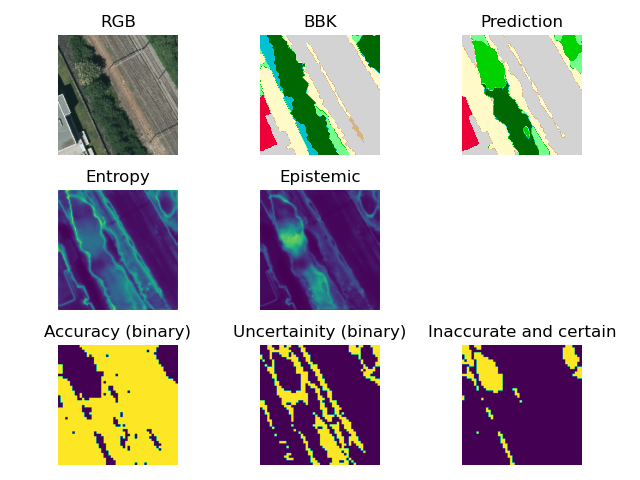 RGB
BBK
Prediction
Entropy
Epistemic
Accuracy (binary)
Uncertainity (binary)
Inaccurate and certain